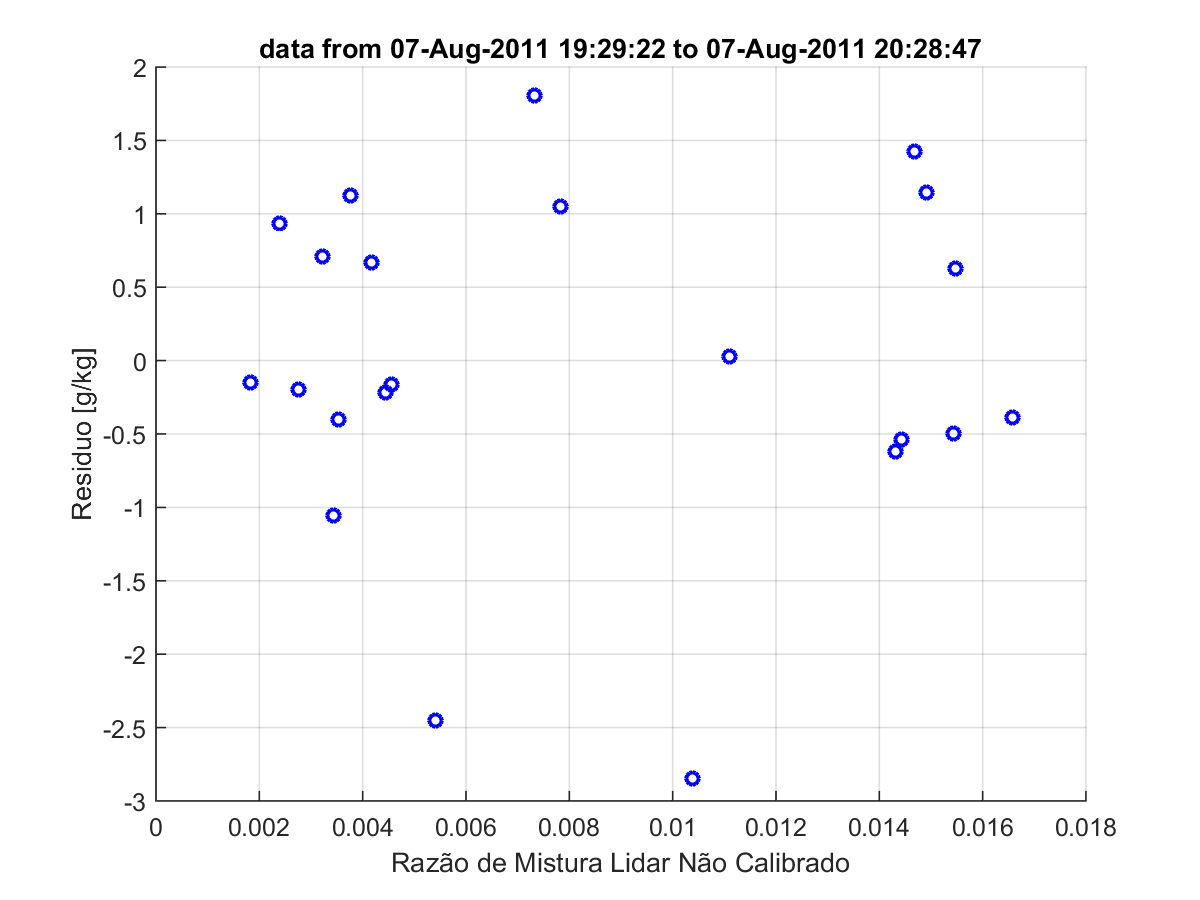 data from 07-Aug-2011 19:29:22 to 07-Aug-2011 20:28:47
2
1.5
1
0.5
0
-0.5
-1
-1.5
-2
-2.5
-3
Residuo [g/kg]
0 0.002 0.004 0.006 0.008 0.01 0.012 0.014 0.016 0.018
Razão de Mistura Lidar Não Calibrado